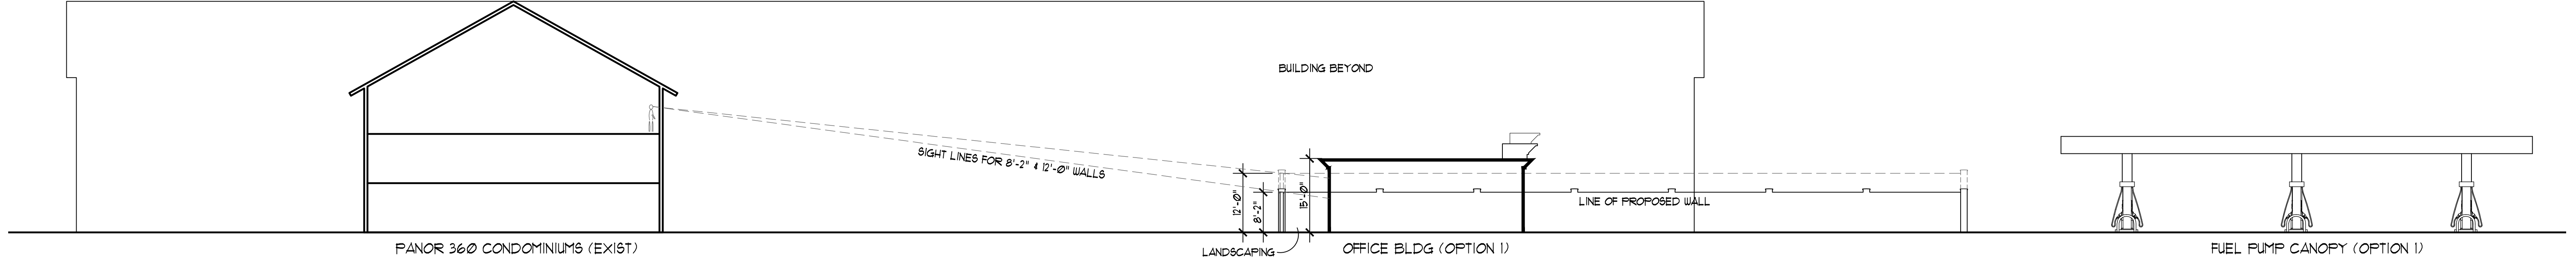 BUILDING BEYOND
SIGHT LINES FOR 8'-2" & 12'-0" WALLS
12'-0"
8'-2"
15'-0"
LINE OF PROPOSED WALL
PANOR 360 CONDOMINIUMS (EXIST)
LANDSCAPING
OFFICE BLDG (OPTION 1)
FUEL PUMP CANOPY (OPTION 1)